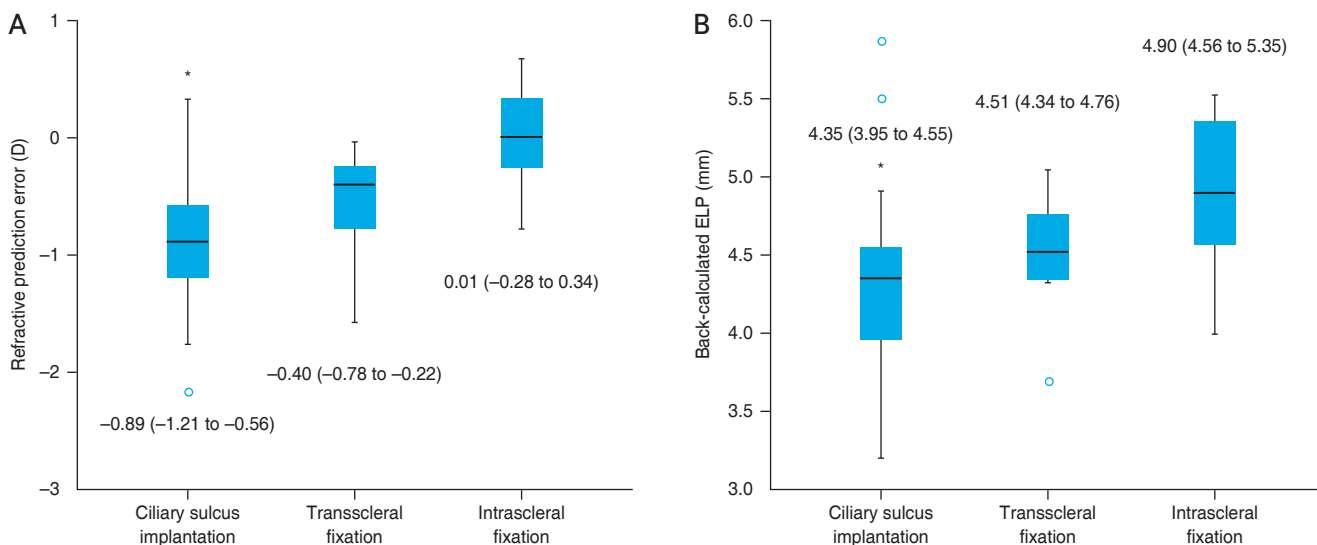 A
Refractive prediction error (D)
1
0
–1
–2
–3
*
–0.89 (–1.21 to –0.56)
–0.40 (–0.78 to –0.22)
0.01 (–0.28 to 0.34)
Ciliary sulcus
implantation
Transscleral
fixation
Intrascleral
fixation
B
Back-calculated ELP (mm)
6.0
5.5
5.0
4.5
4.0
3.5
3.0
4.35 (3.95 to 4.55)
*
4.51 (4.34 to 4.76)
4.90 (4.56 to 5.35)
Ciliary sulcus
implantation
Transscleral
fixation
Intrascleral
fixation